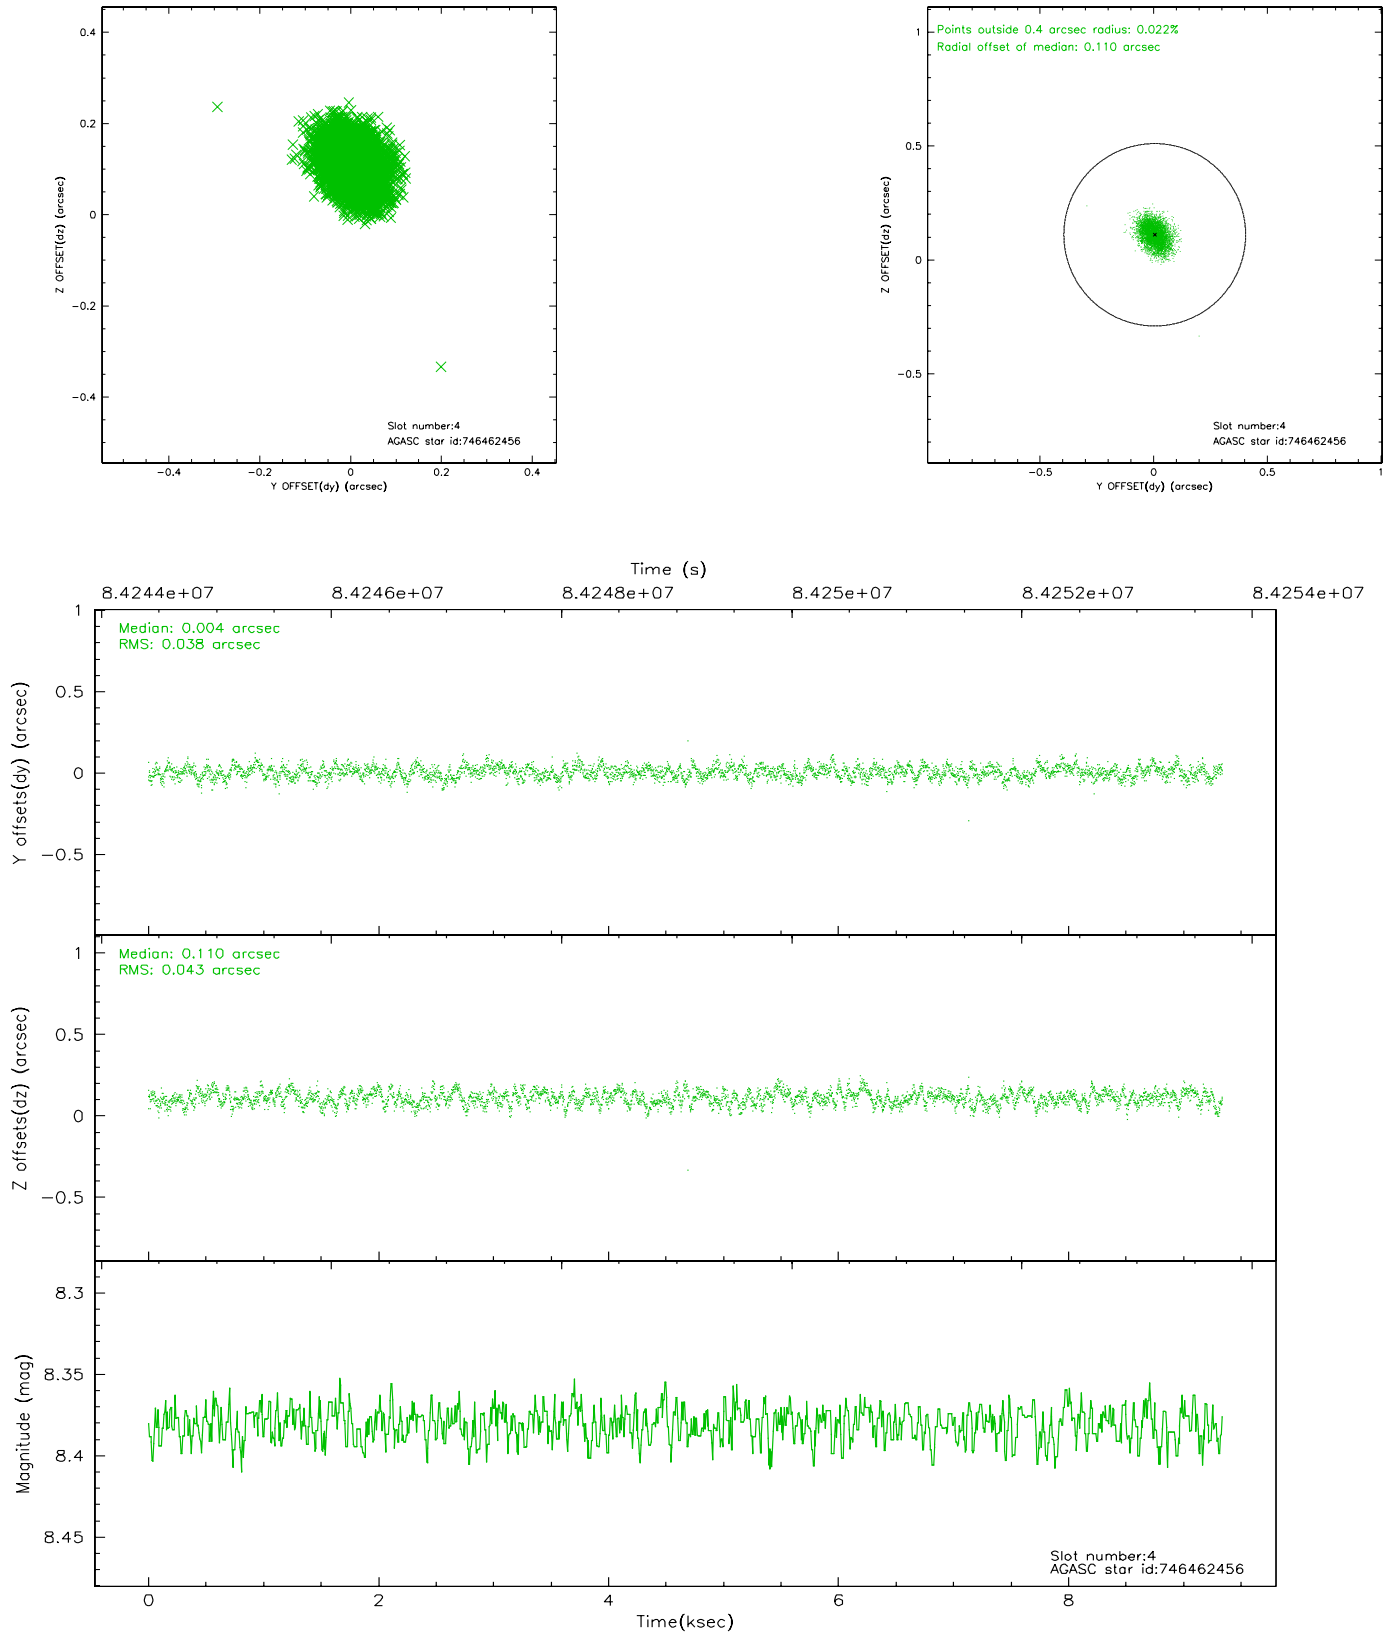 0.4
0.2
0
−0.2
−0.4
Z OFFSET(dz) (arcsec)
Slot number:4
AGASC star id:746462456
−0.4 −0.2 0 0.2 0.4
Y OFFSET(dy) (arcsec)
Points outside 0.4 arcsec radius: 0.022%
Radial offset of median: 0.110 arcsec
1
0.5
0
−0.5
Z OFFSET(dz) (arcsec)
Slot number:4
AGASC star id:746462456
−0.5 0 0.5 1
Y OFFSET(dy) (arcsec)
Time (s)
8.4244e+07 8.4246e+07 8.4248e+07 8.425e+07 8.4252e+07 8.4254e+07
Median: 0.004 arcsec
RMS: 0.038 arcsec
1
0.5
0
−0.5
Y offsets(dy) (arcsec)
Median: 0.110 arcsec
RMS: 0.043 arcsec
1
0.5
0
−0.5
Z offsets(dz) (arcsec)
8.3
8.35
8.4
8.45
Magnitude (mag)
Slot number:4
AGASC star id:746462456
0 2 4 6 8
Time(ksec)